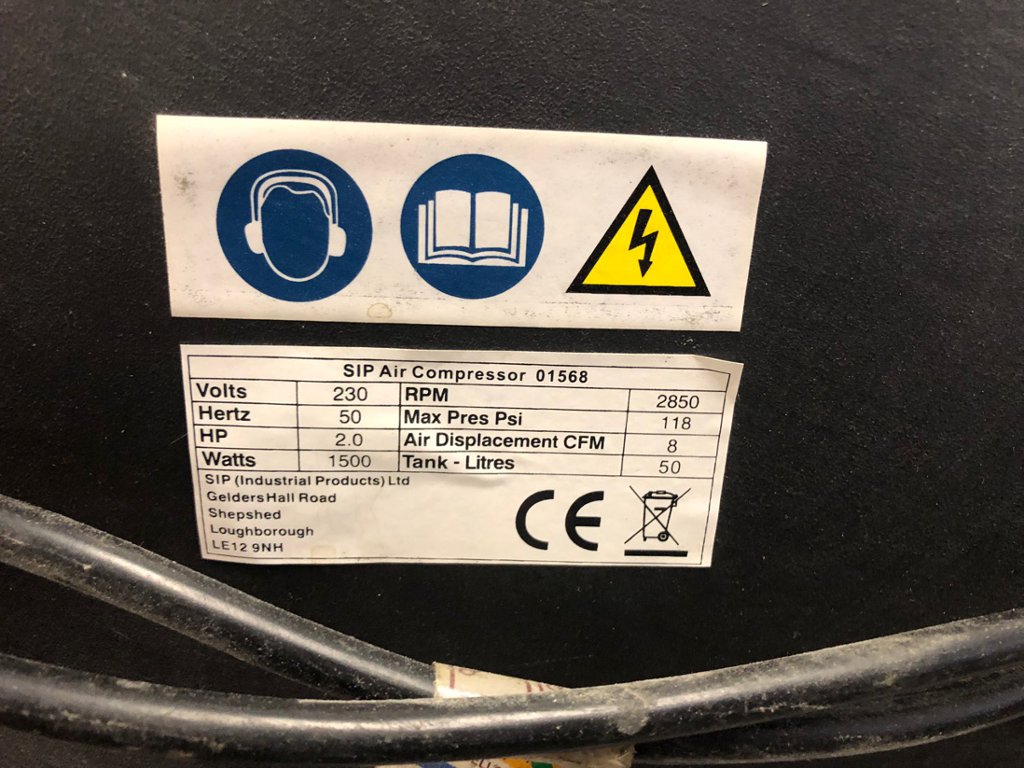 SIP Air Compressor 01568
Volts 230 RPM 2850
Hertz 50 Max Pres Psi 118
HP 2.0 Air Displacement CFM 8
Watts 1500 Tank - Litres 50
SIP (Industrial Products) Ltd
Gelders Hall Road
Shepshed
Loughborough
LE12 9NH
CE